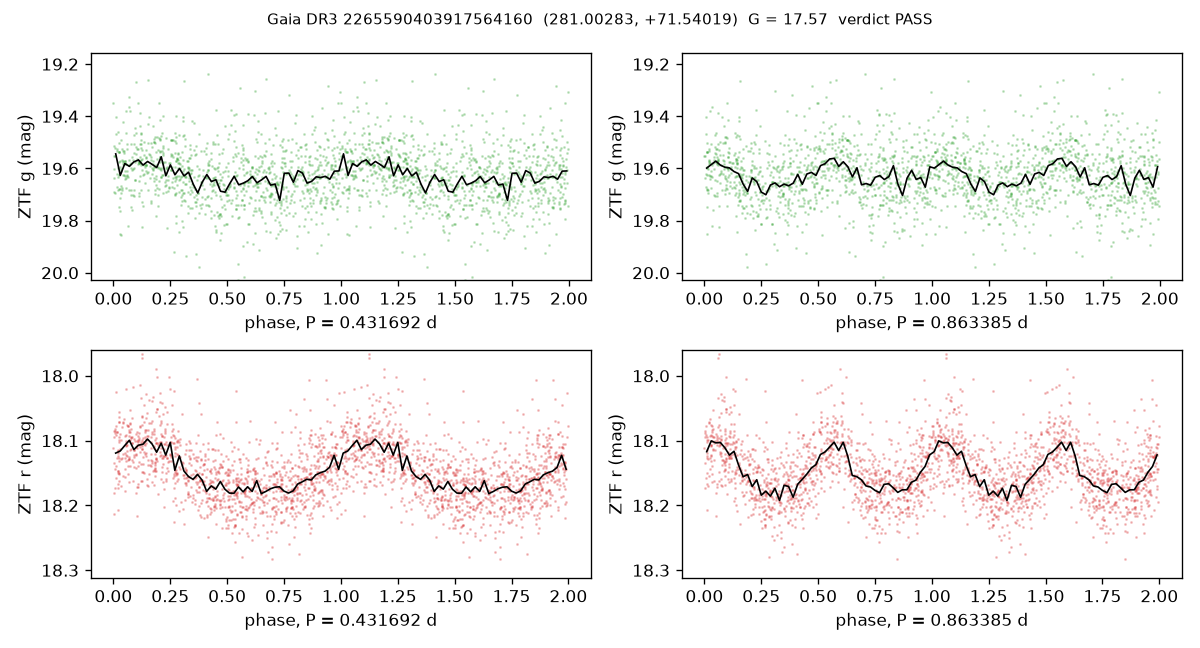 Gaia DR3 2265590403917564160  (281.00283, +71.54019)  G = 17.57  verdict PASS
ZTF g (mag)
19.2
19.4
19.6
19.8
20.0
0.00 0.25 0.50 0.75 1.00 1.25 1.50 1.75 2.00
phase, P = 0.431692 d
ZTF g (mag)
19.2
19.4
19.6
19.8
20.0
0.00 0.25 0.50 0.75 1.00 1.25 1.50 1.75 2.00
phase, P = 0.863385 d
ZTF r (mag)
18.0
18.1
18.2
18.3
0.00 0.25 0.50 0.75 1.00 1.25 1.50 1.75 2.00
phase, P = 0.431692 d
ZTF r (mag)
18.0
18.1
18.2
18.3
0.00 0.25 0.50 0.75 1.00 1.25 1.50 1.75 2.00
phase, P = 0.863385 d